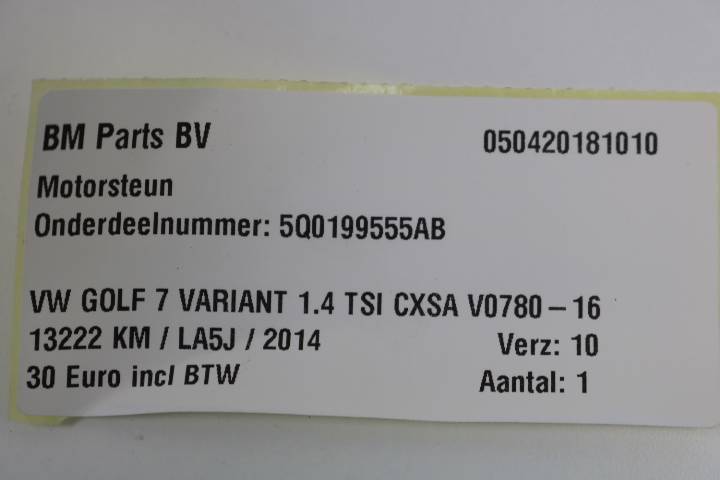 BM Parts BV 050420181010
Motorsteun
Onderdeelnummer: 5Q0199555AB
VW GOLF 7 VARIANT 1.4 TSI CXSA V0780-16
13222 KM / LA5J / 2014 Verz: 10
30 Euro incl BTW Aantal: 1